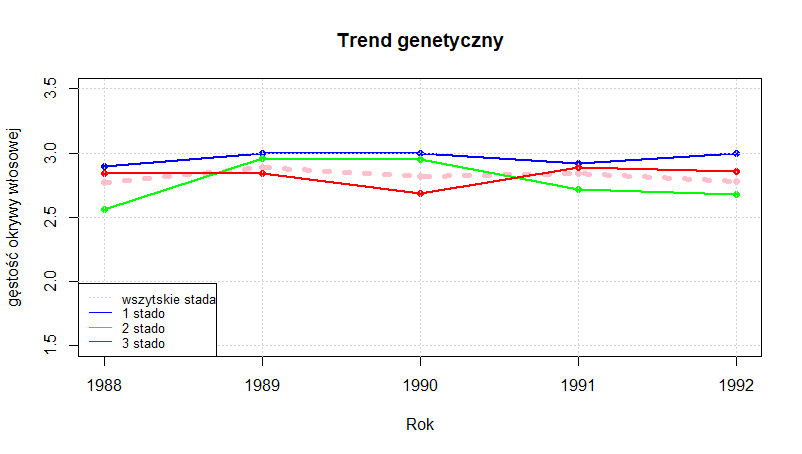 Trend genetyczny
gęstość okrywy włosowej
3.5
3.0
2.5
2.0
1.5
wszytskie stada
1 stado
2 stado
3 stado
1988 1989 1990 1991 1992
Rok